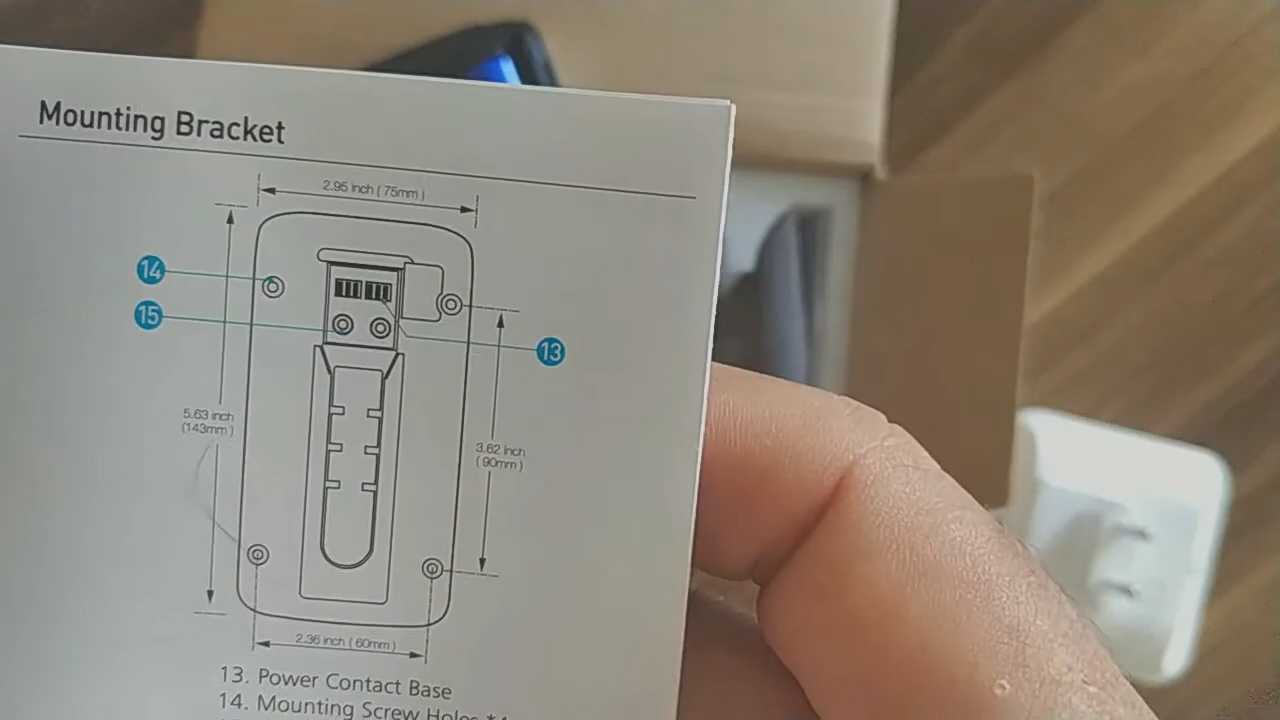 Mounting Bracket
2.95 inch ( 75mm )
14
15
13
5.63 inch
(143mm )
3.62 inch
( 90mm )
2.36 inch ( 60mm )
13. Power Contact Base
14. Mounting Screw Holes *4